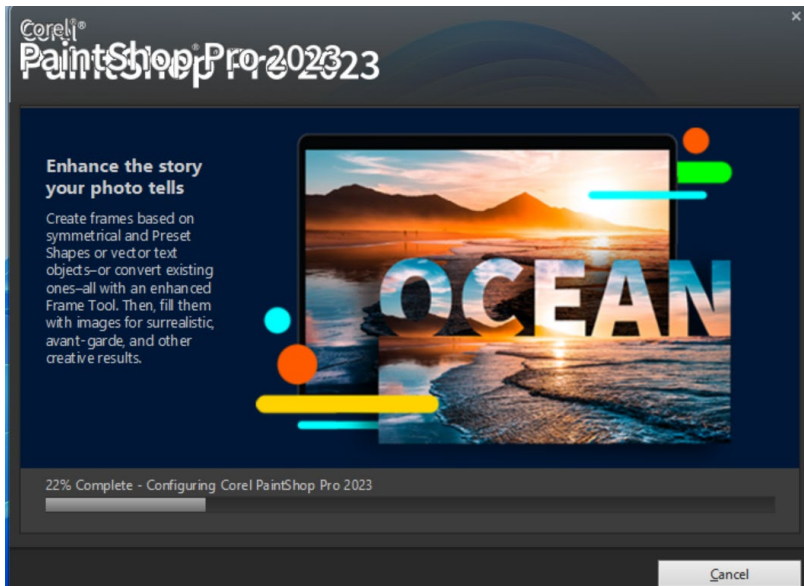 Corel®
PaintShop Pro 2023
Enhance the story
your photo tells
Create frames based on
symmetrical and Preset
Shapes or vector text
objects–or convert existing
ones–all with an enhanced
Frame Tool. Then, fill them
with images for surrealistic,
avant-garde, and other
creative results.
OCEAN
22% Complete - Configuring Corel PaintShop Pro 2023
Cancel